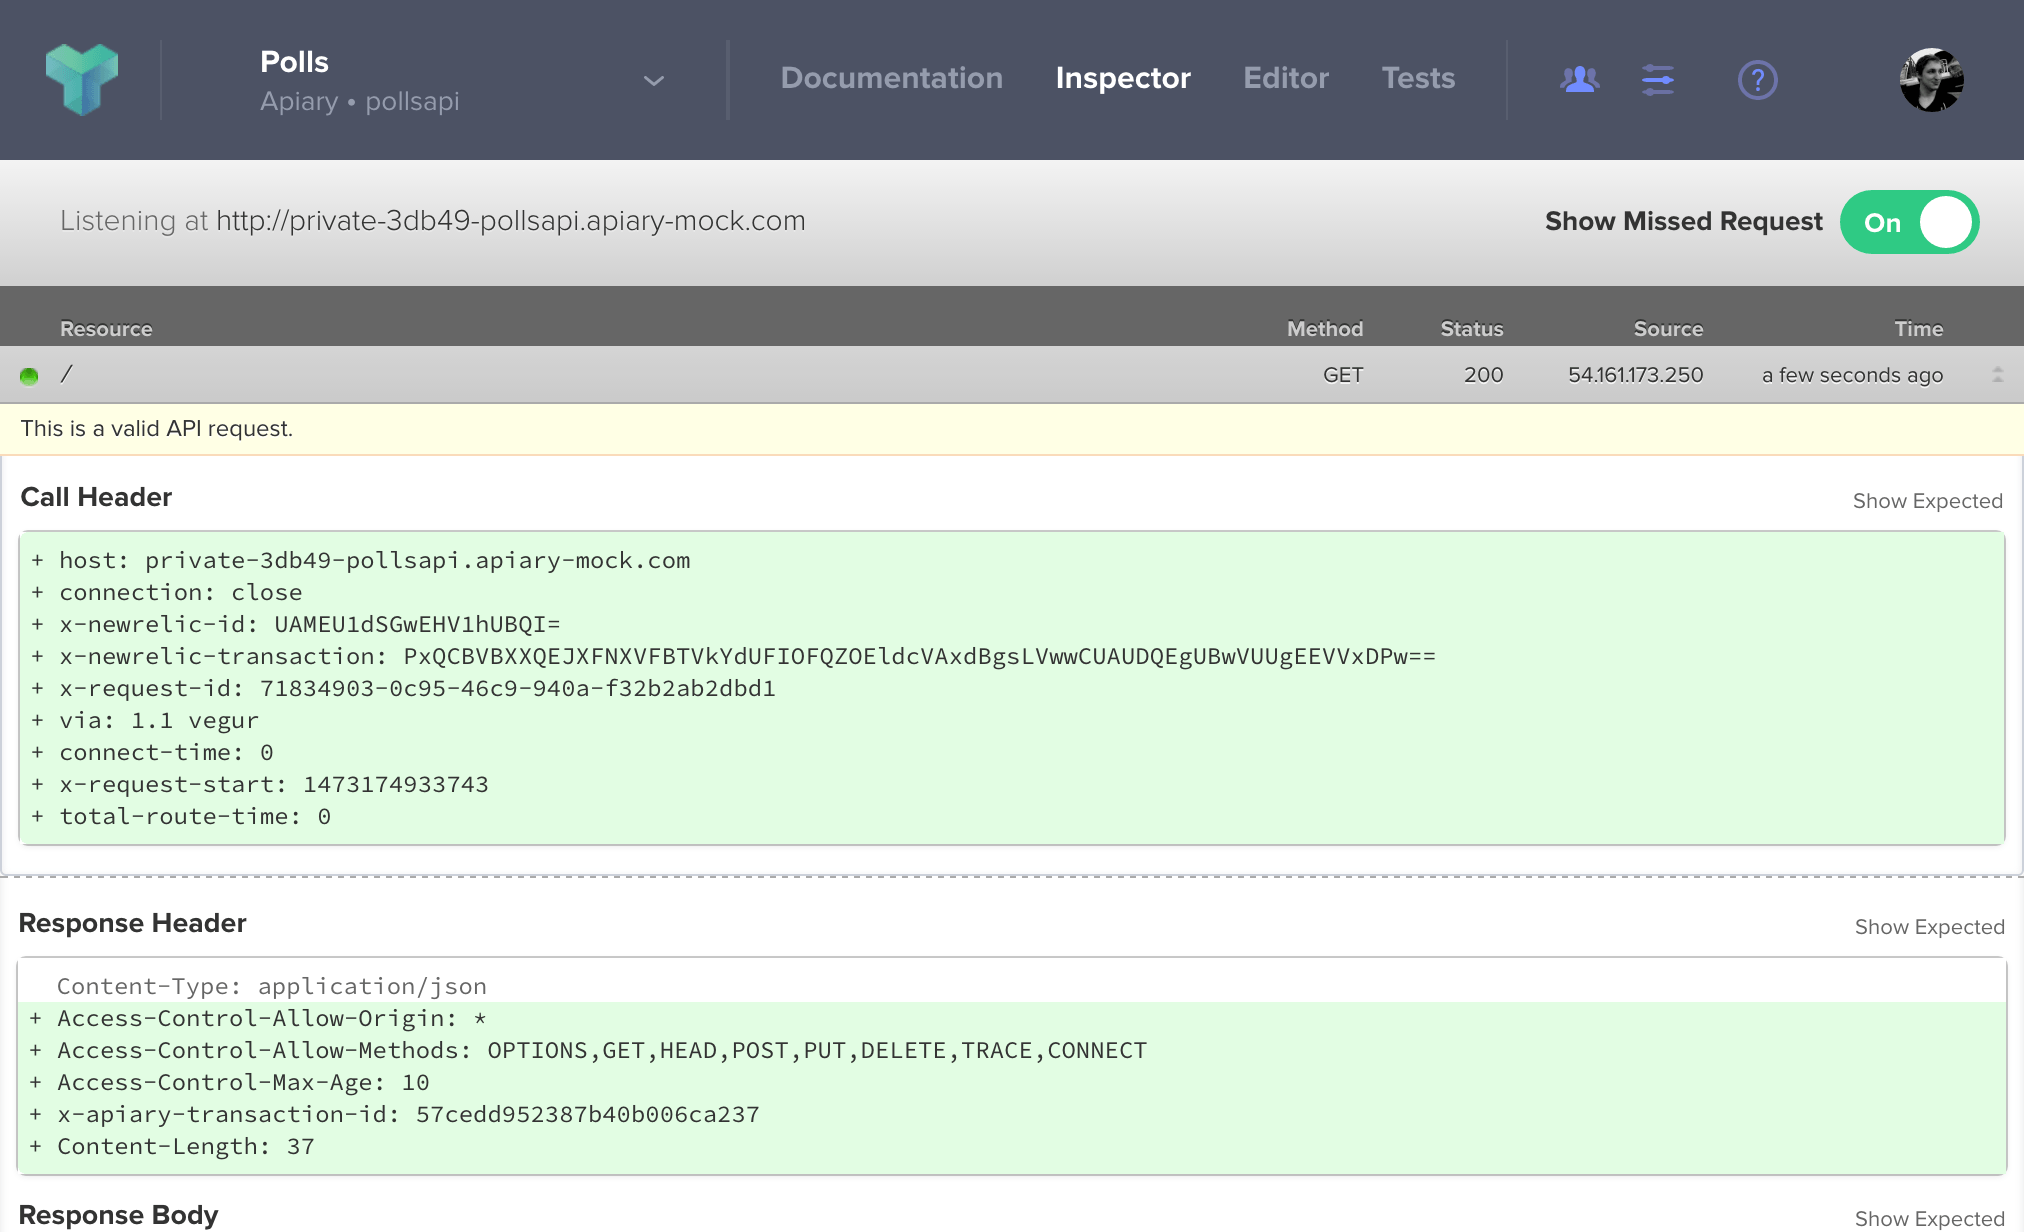 Polls
Apiary • pollsapi
Documentation Inspector Editor Tests
?
Listening at http://private-3db49-pollsapi.apiary-mock.com
Show Missed Request On
Resource Method Status Source Time
/ GET 200 54.161.173.250 a few seconds ago
This is a valid API request.
Call Header Show Expected
+ host: private-3db49-pollsapi.apiary-mock.com
+ connection: close
+ x-newrelic-id: UAMEU1dSGwEHV1hUBQI=
+ x-newrelic-transaction: PxQCBVBXXQEJXFNXVFBTVkYdUFIOFQZOEldcVAxdBgsLVwwCUAUDQEgUBwVUUgEEVVxDPw==
+ x-request-id: 71834903-0c95-46c9-940a-f32b2ab2dbd1
+ via: 1.1 vegur
+ connect-time: 0
+ x-request-start: 1473174933743
+ total-route-time: 0
Response Header Show Expected
Content-Type: application/json
+ Access-Control-Allow-Origin: *
+ Access-Control-Allow-Methods: OPTIONS,GET,HEAD,POST,PUT,DELETE,TRACE,CONNECT
+ Access-Control-Max-Age: 10
+ x-apiary-transaction-id: 57cedd952387b40b006ca237
+ Content-Length: 37
Response Body Show Expected